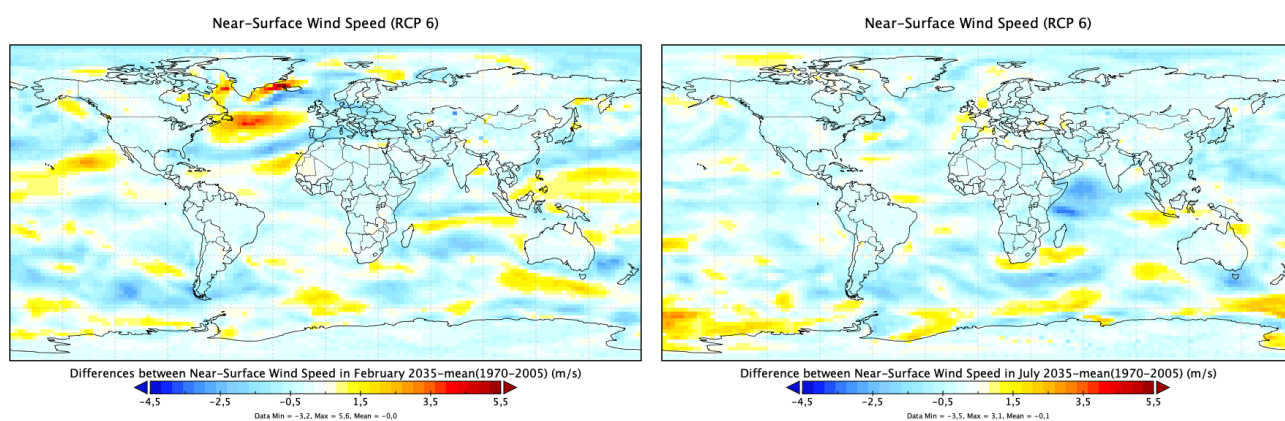 Near-Surface Wind Speed (RCP 6)
Differences between Near-Surface Wind Speed in February 2035-mean(1970-2005) (m/s)
-4,5 -2,5 -0,5 1,5 3,5 5,5
Data Min = -3,2, Max = 5,6, Mean = -0,0
Near-Surface Wind Speed (RCP 6)
Difference between Near-Surface Wind Speed in July 2035-mean(1970-2005) (m/s)
-4,5 -2,5 -0,5 1,5 3,5 5,5
Data Min = -3,5, Max = 3,1, Mean = -0,1